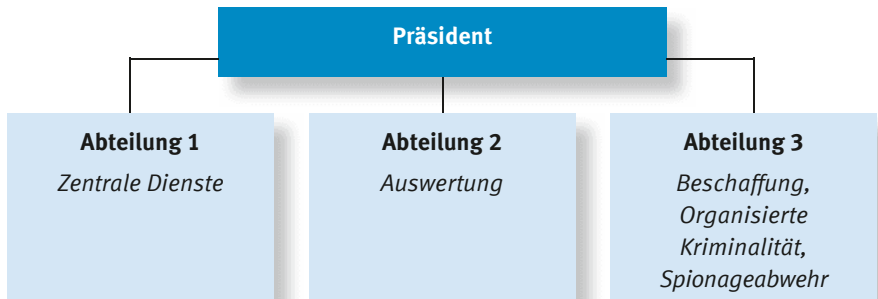 Präsident
Abteilung 1
Zentrale Dienste
Abteilung 2
Auswertung
Abteilung 3
Beschaffung,
Organisierte
Kriminalität,
Spionageabwehr